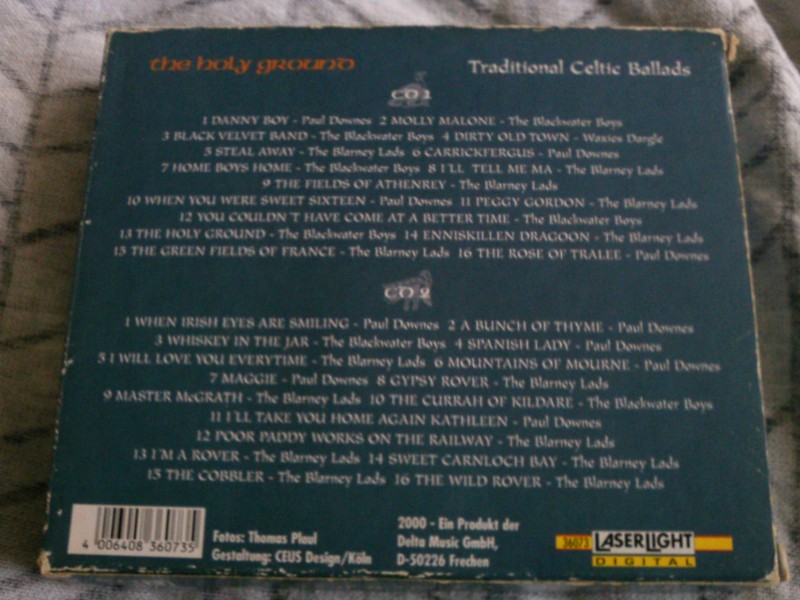 the holy ground
Traditional Celtic Ballads
CD 1
1 DANNY BOY - Paul Downes 2 MOLLY MALONE - The Blackwater Boys
3 BLACK VELVET BAND - The Blackwater Boys 4 DIRTY OLD TOWN - Waxies Dargle
5 STEAL AWAY - The Blarney Lads 6 CARRICKFERGUS - Paul Downes
7 HOME BOYS HOME - The Blackwater Boys 8 I'LL TELL ME MA - The Blarney Lads
9 THE FIELDS OF ATHENREY - The Blarney Lads
10 WHEN YOU WERE SWEET SIXTEEN - Paul Downes 11 PEGGY GORDON - The Blarney Lads
12 YOU COULDN'T HAVE COME AT A BETTER TIME - The Blackwater Boys
13 THE HOLY GROUND - The Blackwater Boys 14 ENNISKILLEN DRAGOON - The Blarney Lads
15 THE GREEN FIELDS OF FRANCE - The Blarney Lads 16 THE ROSE OF TRALEE - Paul Downes
CD 2
1 WHEN IRISH EYES ARE SMILING - Paul Downes 2 A BUNCH OF THYME - Paul Downes
3 WHISKEY IN THE JAR - The Blackwater Boys 4 SPANISH LADY - Paul Downes
5 I WILL LOVE YOU EVERYTIME - The Blarney Lads 6 MOUNTAINS OF MOURNE - Paul Downes
7 MAGGIE - Paul Downes 8 GYPSY ROVER - The Blarney Lads
9 MASTER McGRATH - The Blarney Lads 10 THE CURRAH OF KILDARE - The Blackwater Boys
11 I'LL TAKE YOU HOME AGAIN KATHLEEN - Paul Downes
12 POOR PADDY WORKS ON THE RAILWAY - The Blarney Lads
13 I'M A ROVER - The Blarney Lads 14 SWEET CARNLOCH BAY - The Blarney Lads
15 THE COBBLER - The Blarney Lads 16 THE WILD ROVER - The Blarney Lads
4 006408 360735
Fotos: Thomas Plaul
Gestaltung: CEUS Design/Köln
2000 - Ein Produkt der
Delta Music GmbH,
D-50226 Frechen
36073 LASERLIGHT
DIGITAL